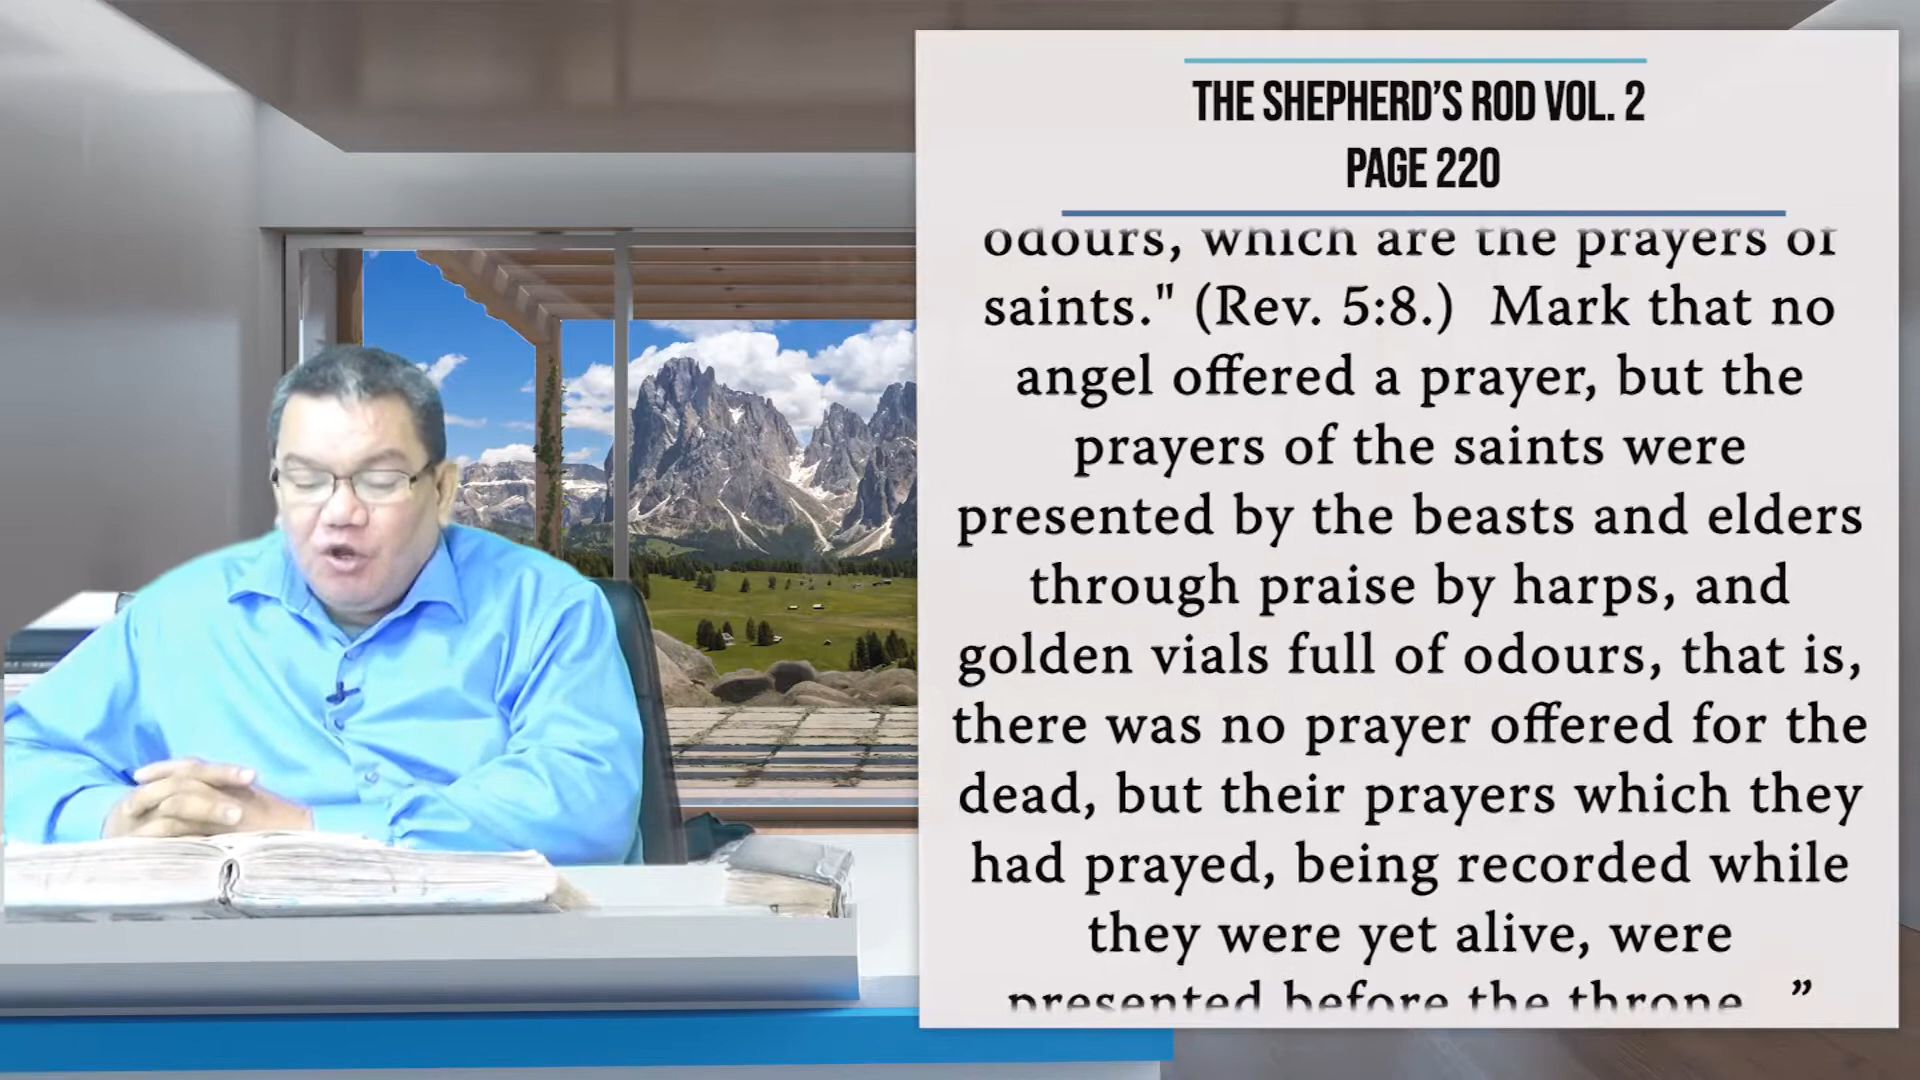 THE SHEPHERD'S ROD VOL. 2
PAGE 220
odours, which are the prayers of
saints." (Rev. 5:8.)  Mark that no
angel offered a prayer, but the
prayers of the saints were
presented by the beasts and elders
through praise by harps, and
golden vials full of odours, that is,
there was no prayer offered for the
dead, but their prayers which they
had prayed, being recorded while
they were yet alive, were
presented before the throne ”